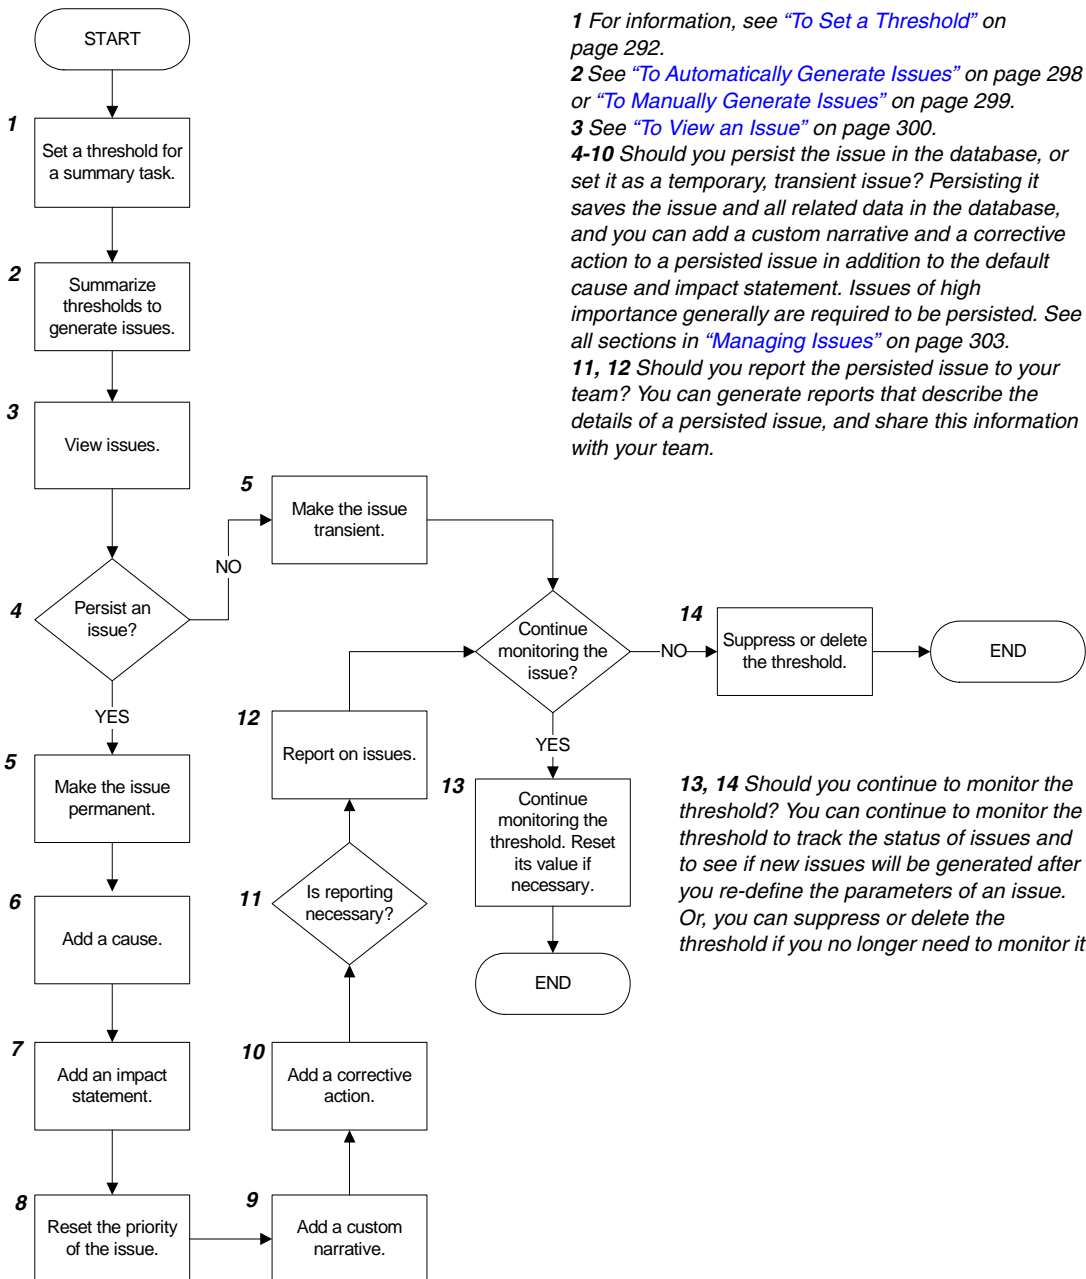 START
1
Set a threshold for
a summary task.
2
Summarize
thresholds to
generate issues.
3
View issues.
4
Persist an
issue?
NO
5
Make the issue
transient.
YES
5
Make the issue
permanent.
6
Add a cause.
7
Add an impact
statement.
8
Reset the priority
of the issue.
9
Add a custom
narrative.
10
Add a corrective
action.
11
Is reporting
necessary?
12
Report on issues.
Continue
monitoring the
issue?
NO
14
Suppress or delete
the threshold.
END
YES
13
Continue
monitoring the
threshold. Reset
its value if
necessary.
END
1 For information, see “To Set a Threshold” on
page 292.
2 See “To Automatically Generate Issues” on page 298
or “To Manually Generate Issues” on page 299.
3 See “To View an Issue” on page 300.
4-10 Should you persist the issue in the database, or
set it as a temporary, transient issue? Persisting it
saves the issue and all related data in the database,
and you can add a custom narrative and a corrective
action to a persisted issue in addition to the default
cause and impact statement. Issues of high
importance generally are required to be persisted. See
all sections in “Managing Issues” on page 303.
11, 12 Should you report the persisted issue to your
team? You can generate reports that describe the
details of a persisted issue, and share this information
with your team.
13, 14 Should you continue to monitor the
threshold? You can continue to monitor the
threshold to track the status of issues and
to see if new issues will be generated after
you re-define the parameters of an issue.
Or, you can suppress or delete the
threshold if you no longer need to monitor it